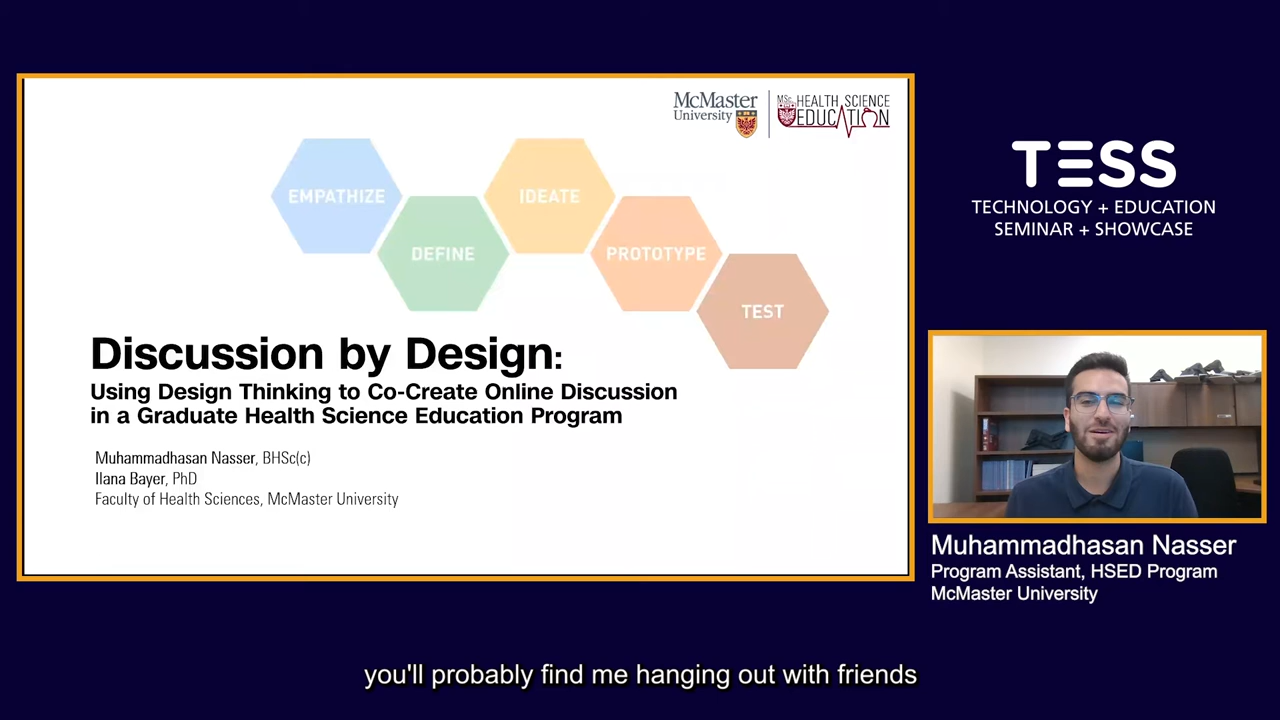 McMaster
University
MSc HEALTH SCIENCE
EDUCATION
EMPATHIZE
DEFINE
IDEATE
PROTOTYPE
TEST
Discussion by Design:
Using Design Thinking to Co-Create Online Discussion
in a Graduate Health Science Education Program
Muhammadhasan Nasser, BHSc(c)
Ilana Bayer, PhD
Faculty of Health Sciences, McMaster University
TESS
TECHNOLOGY + EDUCATION
SEMINAR + SHOWCASE
Muhammadhasan Nasser
Program Assistant, HSED Program
McMaster University
you'll probably find me hanging out with friends